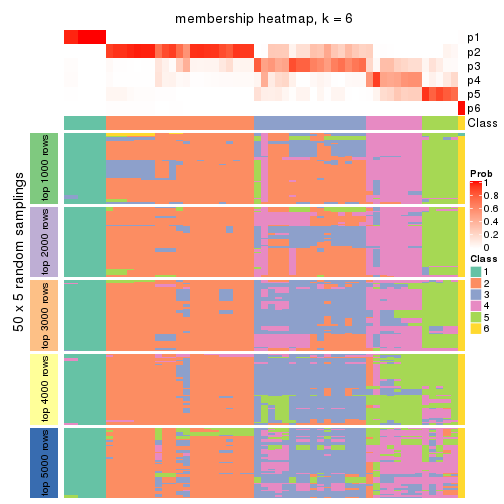 membership heatmap, k = 6
p1
p2
p3
p4
p5
p6
Class
50 x 5 random samplings
top 1000 rows
top 2000 rows
top 3000 rows
top 4000 rows
top 5000 rows
Prob
1
0.8
0.6
0.4
0.2
0
Class
1
2
3
4
5
6